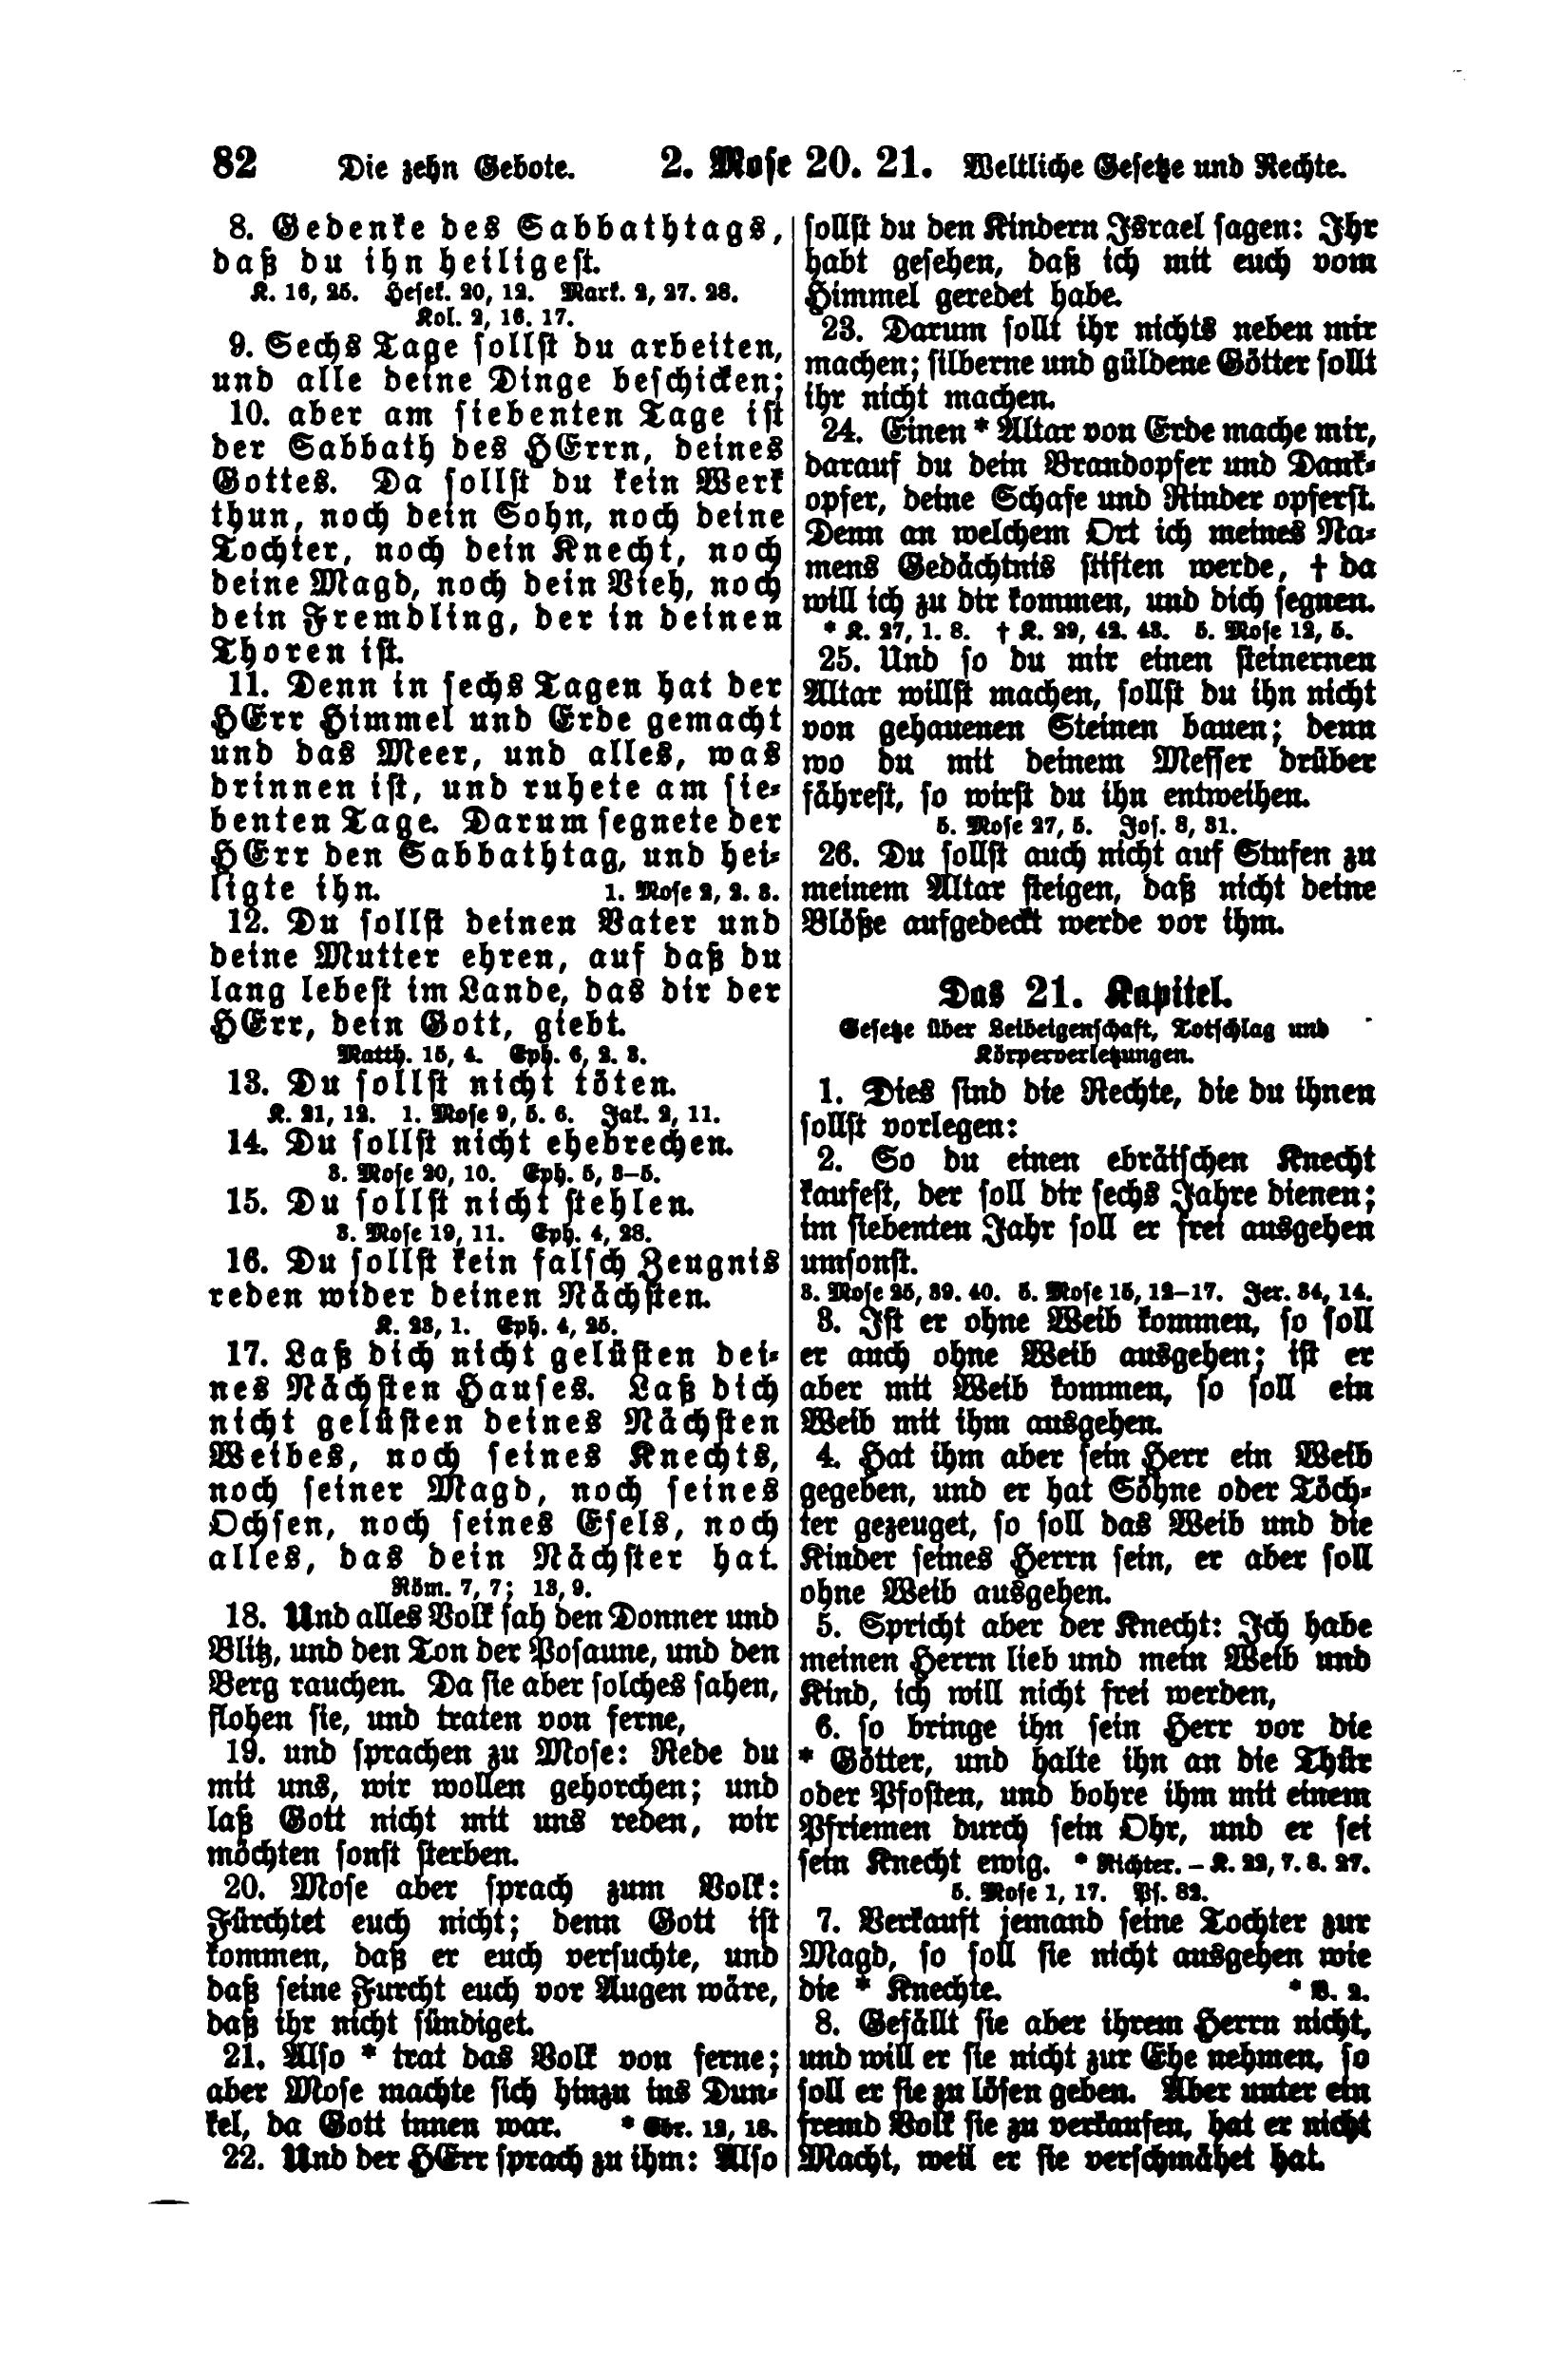 82 Die zehn Gebote. 2. Mose 20. 21. Weltliche Gesetze und Rechte.
8. Gedenke des Sabbathtags,
daß du ihn heiligest.
K. 16, 25. Hesek. 20, 12. Mark. 2, 27. 28.
Kol. 2, 16. 17.
9. Sechs Tage sollst du arbeiten,
und alle deine Dinge beschicken;
10. aber am siebenten Tage ist
der Sabbath des HErrn, deines
Gottes. Da sollst du kein Werk
thun, noch dein Sohn, noch deine
Tochter, noch dein Knecht, noch
deine Magd, noch dein Vieh, noch
dein Fremdling, der in deinen
Thoren ist.
11. Denn in sechs Tagen hat der
HErr Himmel und Erde gemacht
und das Meer, und alles, was
drinnen ist, und ruhete am sie-
benten Tage. Darum segnete der
HErr den Sabbathtag, und hei-
ligte ihn. 1. Mose 2, 2. 3.
12. Du sollst deinen Vater und
deine Mutter ehren, auf daß du
lang lebest im Lande, das dir der
HErr, dein Gott, giebt.
Matth. 15, 4. Eph. 6, 2. 3.
13. Du sollst nicht töten.
K. 21, 12. 1. Mose 9, 5. 6. Jak. 2, 11.
14. Du sollst nicht ehebrechen.
3. Mose 20, 10. Eph. 5, 3–5.
15. Du sollst nicht stehlen.
3. Mose 19, 11. Eph. 4, 28.
16. Du sollst kein falsch Zeugnis
reden wider deinen Nächsten.
K. 23, 1. Eph. 4, 25.
17. Laß dich nicht gelüsten dei-
nes Nächsten Hauses. Laß dich
nicht gelüsten deines Nächsten
Weibes, noch seines Knechts,
noch seiner Magd, noch seines
Ochsen, noch seines Esels, noch
alles, das dein Nächster hat.
Röm. 7, 7; 13, 9.
18. Und alles Volk sah den Donner und
Blitz, und den Ton der Posaune, und den
Berg rauchen. Da sie aber solches sahen,
flohen sie, und traten von ferne,
19. und sprachen zu Mose: Rede du
mit uns, wir wollen gehorchen; und
laß Gott nicht mit uns reden, wir
möchten sonst sterben.
20. Mose aber sprach zum Volk:
Fürchtet euch nicht; denn Gott ist
kommen, daß er euch versuchte, und
daß seine Furcht euch vor Augen wäre,
daß ihr nicht sündiget.
21. Also * trat das Volk von ferne;
aber Mose machte sich hinzu ins Dun-
kel, da Gott innen war. * Ebr. 12, 18.
22. Und der HErr sprach zu ihm: Also
sollst du den Kindern Israel sagen: Ihr
habt gesehen, daß ich mit euch vom
Himmel geredet habe.
23. Darum sollt ihr nichts neben mir
machen; silberne und güldene Götter sollt
ihr nicht machen.
24. Einen * Altar von Erde mache mir,
darauf du dein Brandopfer und Dank-
opfer, deine Schafe und Rinder opferst.
Denn an welchem Ort ich meines Na-
mens Gedächtnis stiften werde, † da
will ich zu dir kommen, und dich segnen.
* K. 27, 1. 8. † K. 29, 42. 43. 5. Mose 12, 5.
25. Und so du mir einen steinernen
Altar willst machen, sollst du ihn nicht
von gehauenen Steinen bauen; denn
wo du mit deinem Messer drüber
fährest, so wirst du ihn entweihen.
5. Mose 27, 5. Jos. 8, 31.
26. Du sollst auch nicht auf Stufen zu
meinem Altar steigen, daß nicht deine
Blöße aufgedeckt werde vor ihm.
Das 21. Kapitel.
Gesetze über Leibeigenschaft, Totschlag und
Körperverletzungen.
1. Dies sind die Rechte, die du ihnen
sollst vorlegen:
2. So du einen ebräischen Knecht
kaufest, der soll dir sechs Jahre dienen;
im siebenten Jahr soll er frei ausgehen
umsonst.
3. Mose 25, 39. 40. 5. Mose 15, 12–17. Jer. 34, 14.
3. Ist er ohne Weib kommen, so soll
er auch ohne Weib ausgehen; ist er
aber mit Weib kommen, so soll ein
Weib mit ihm ausgehen.
4. Hat ihm aber sein Herr ein Weib
gegeben, und er hat Söhne oder Töch-
ter gezeuget, so soll das Weib und die
Kinder seines Herrn sein, er aber soll
ohne Weib ausgehen.
5. Spricht aber der Knecht: Ich habe
meinen Herrn lieb und mein Weib und
Kind, ich will nicht frei werden,
6. so bringe ihn sein Herr vor die
* Götter, und halte ihn an die Thür
oder Pfosten, und bohre ihm mit einem
Pfriemen durch sein Ohr, und er sei
sein Knecht ewig. * Richter. – K. 22, 7. 8. 27.
5. Mose 1, 17. Ps. 82.
7. Verkauft jemand seine Tochter zur
Magd, so soll sie nicht ausgehen wie
die * Knechte. * V. 2.
8. Gefällt sie aber ihrem Herrn nicht,
und will er sie nicht zur Ehe nehmen, so
soll er sie zu lösen geben. Aber unter ein
fremd Volk sie zu verkaufen, hat er nicht
Macht, weil er sie verschmähet hat.